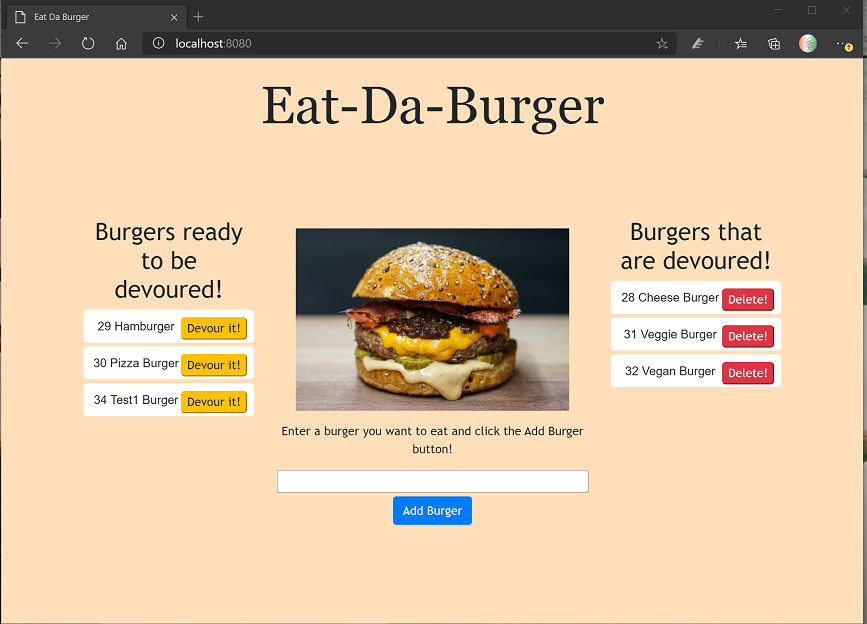 Eat Da Burger
localhost:8080
Eat-Da-Burger
Burgers ready
to be
devoured!
29 Hamburger Devour it!
30 Pizza Burger Devour it!
34 Test1 Burger Devour it!
Enter a burger you want to eat and click the Add Burger
button!
Add Burger
Burgers that
are devoured!
28 Cheese Burger Delete!
31 Veggie Burger Delete!
32 Vegan Burger Delete!